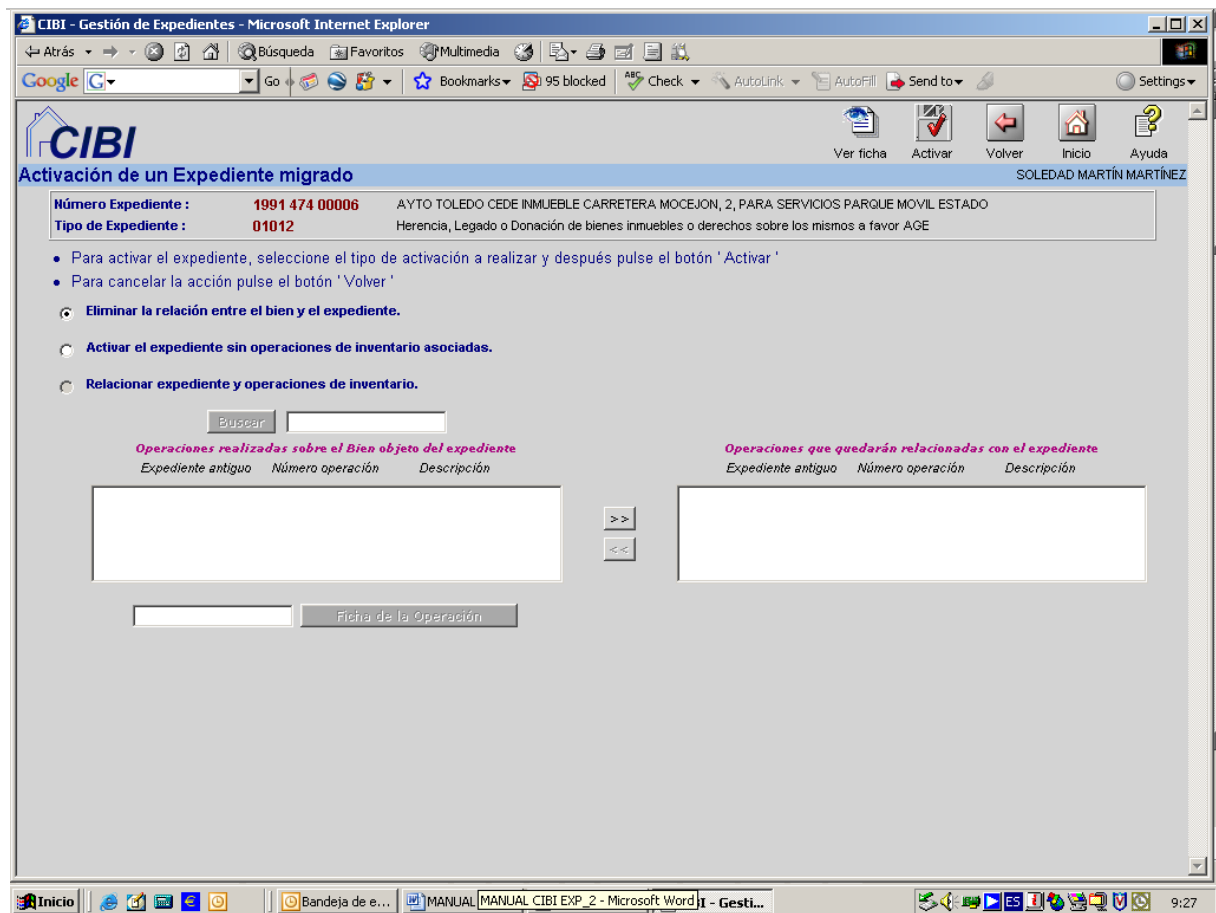 CIBI - Gestión de Expedientes - Microsoft Internet Explorer
Atrás Búsqueda Favoritos Multimedia
Google G Go Bookmarks 95 blocked ABC Check AutoLink AutoFill Send to Settings
CIBI
Ver ficha Activar Volver Inicio Ayuda
Activación de un Expediente migrado SOLEDAD MARTÍN MARTÍNEZ
Número Expediente : 1991 474 00006 AYTO TOLEDO CEDE INMUEBLE CARRETERA MOCEJON, 2, PARA SERVICIOS PARQUE MOVIL ESTADO
Tipo de Expediente : 01012 Herencia, Legado o Donación de bienes inmuebles o derechos sobre los mismos a favor AGE
• Para activar el expediente, seleccione el tipo de activación a realizar y después pulse el botón ' Activar '
• Para cancelar la acción pulse el botón ' Volver '
Eliminar la relación entre el bien y el expediente.
Activar el expediente sin operaciones de inventario asociadas.
Relacionar expediente y operaciones de inventario.
Buscar
Operaciones realizadas sobre el Bien objeto del expediente Operaciones que quedarán relacionadas con el expediente
Expediente antiguo Número operación Descripción Expediente antiguo Número operación Descripción
>>
<<
Ficha de la Operación
Inicio Bandeja de e... MANUAL MANUAL CIBI EXP_2 - Microsoft Word I - Gesti... ES 9:27